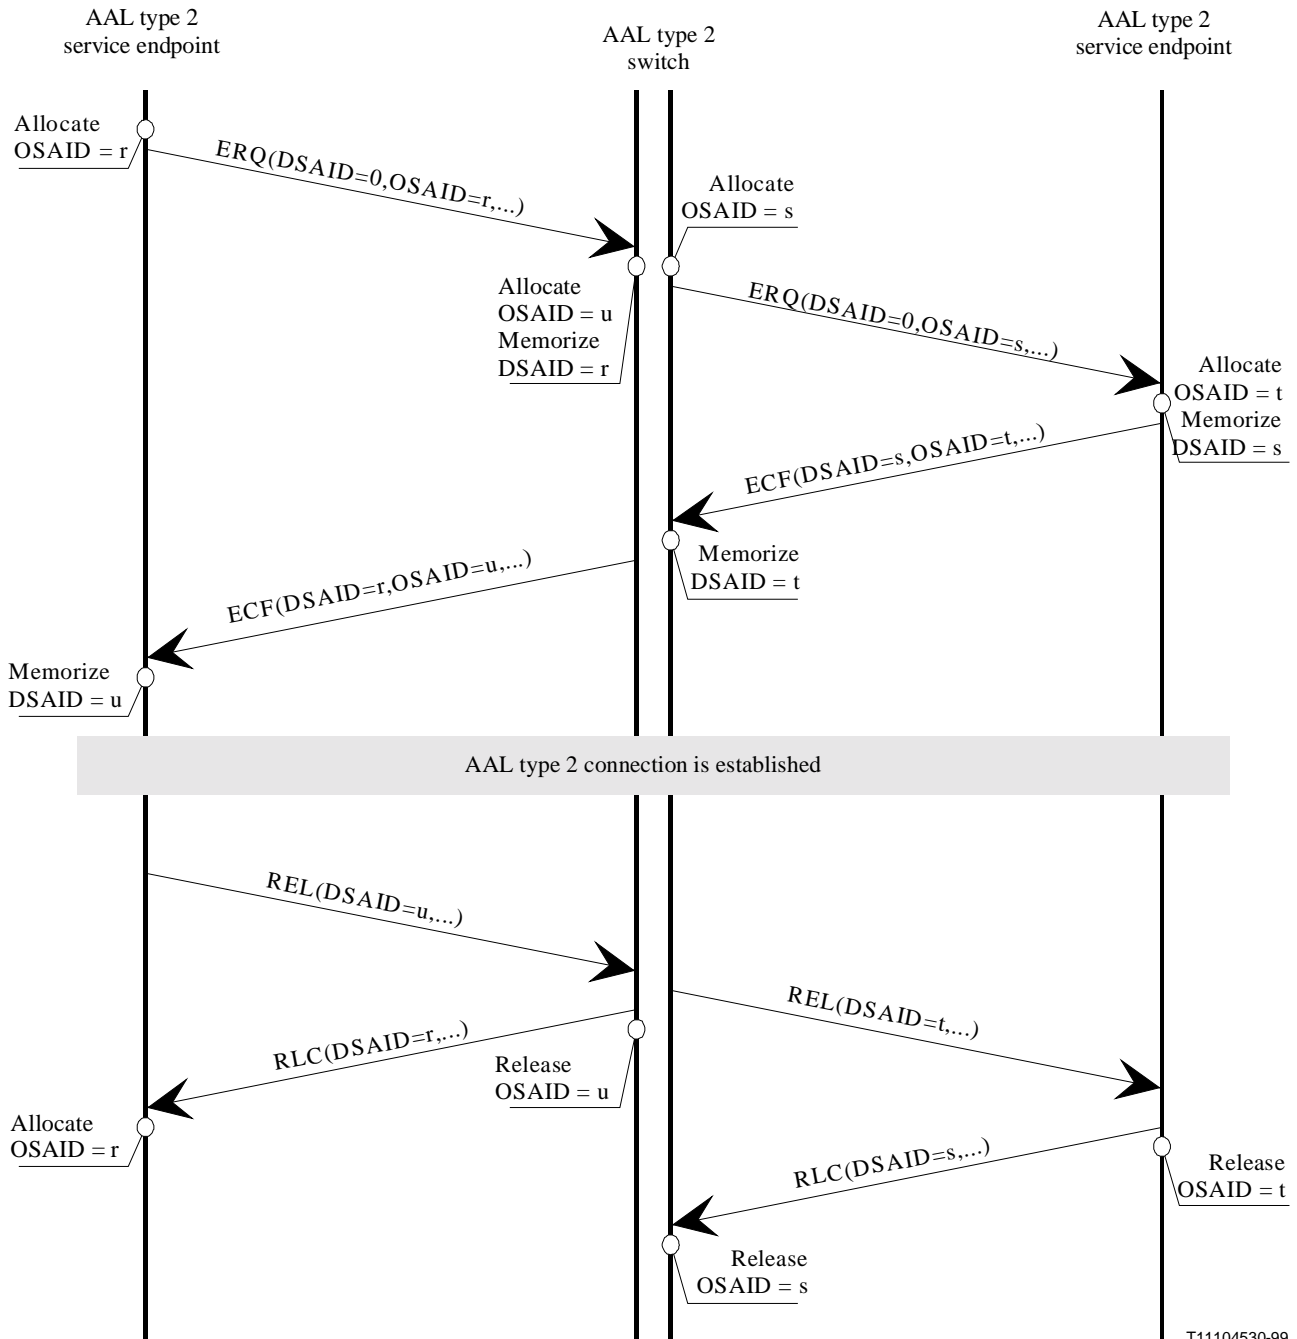 AAL type 2
service endpoint
AAL type 2
switch
AAL type 2
service endpoint
Allocate
OSAID = r
ERQ(DSAID=0,OSAID=r,...)
Allocate
OSAID = s
Allocate
OSAID = u
Memorize
DSAID = r
ERQ(DSAID=0,OSAID=s,...)
Allocate
OSAID = t
Memorize
DSAID = s
ECF(DSAID=s,OSAID=t,...)
Memorize
DSAID = t
ECF(DSAID=r,OSAID=u,...)
Memorize
DSAID = u
AAL type 2 connection is established
REL(DSAID=u,...)
REL(DSAID=t,...)
RLC(DSAID=r,...)
Release
OSAID = u
Allocate
OSAID = r
RLC(DSAID=s,...)
Release
OSAID = t
Release
OSAID = s
T11104530-99